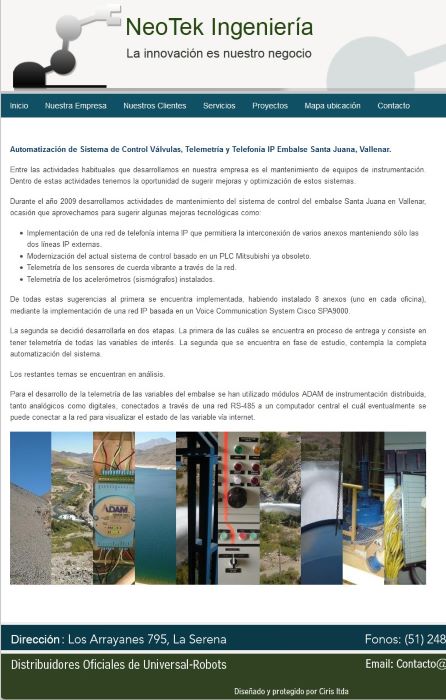 NeoTek Ingeniería
La innovación es nuestro negocio
Inicio Nuestra Empresa Nuestros Clientes Servicios Proyectos Mapa ubicación Contacto
Automatización de Sistema de Control Válvulas, Telemetría y Telefonía IP Embalse Santa Juana, Vallenar.
Entre las actividades habituales que desarrollamos en nuestra empresa es el mantenimiento de equipos de instrumentación.
Dentro de estas actividades tenemos la oportunidad de sugerir mejoras y optimización de estos sistemas.
Durante el año 2009 desarrollamos actividades de mantenimiento del sistema de control del embalse Santa Juana en Vallenar,
ocasión que aprovechamos para sugerir algunas mejoras tecnológicas como:
• Implementación de una red de telefonía interna IP que permitiera la interconexión de varios anexos manteniendo sólo las
dos líneas IP externas.
• Modernización del actual sistema de control basado en un PLC Mitsubishi ya obsoleto.
• Telemetría de los sensores de cuerda vibrante a través de la red.
• Telemetría de los acelerómetros (sismógrafos) instalados.
De todas estas sugerencias al primera se encuentra implementada, habiendo instalado 8 anexos (uno en cada oficina),
mediante la implementación de una red IP basada en un Voice Communication System Cisco SPA9000.
La segunda se decidió desarrollarla en dos etapas. La primera de las cuáles se encuentra en proceso de entrega y consiste en
tener telemetría de todas las variables de interés. La segunda que se encuentra en fase de estudio, contempla la completa
automatización del sistema.
Los restantes temas se encuentran en análisis.
Para el desarrollo de la telemetría de las variables del embalse se han utilizado módulos ADAM de instrumentación distribuida,
tanto analógicos como digitales, conectados a través de una red RS-485 a un computador central el cuál eventualmente se
puede conectar a la red para visualizar el estado de las variable vía internet.
ADAM
Dirección : Los Arrayanes 795, La Serena Fonos: (51) 248
Distribuidores Oficiales de Universal-Robots Email: Contacto@
Diseñado y protegido por Ciris ltda